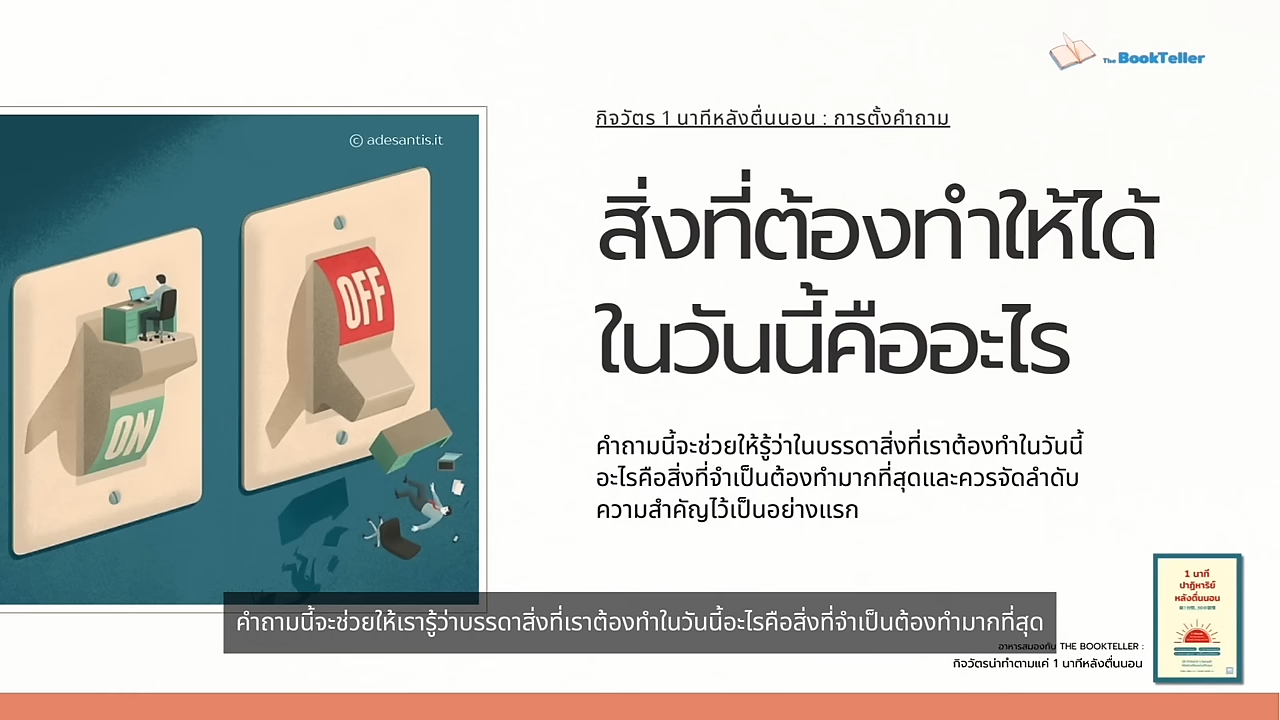 The BookTeller
กิจวัตร 1 นาทีหลังตื่นนอน : การตั้งคำถาม
© adesantis.it
สิ่งที่ต้องทำให้ได้
ในวันนี้คืออะไร
OFF
ON
คำถามนี้จะช่วยให้รู้ว่าในบรรดาสิ่งที่เราต้องทำในวันนี้
อะไรคือสิ่งที่จำเป็นต้องทำมากที่สุดและควรจัดลำดับ
ความสำคัญไว้เป็นอย่างแรก
คำถามนี้จะช่วยให้เรารู้ว่าบรรดาสิ่งที่เราต้องทำในวันนี้อะไรคือสิ่งที่จำเป็นต้องทำมากที่สุด
อาหารสมองกับ THE BOOKTELLER :
กิจวัตรน่าทำตามแค่ 1 นาทีหลังตื่นนอน
1 นาที
ปาฏิหาริย์
หลังตื่นนอน